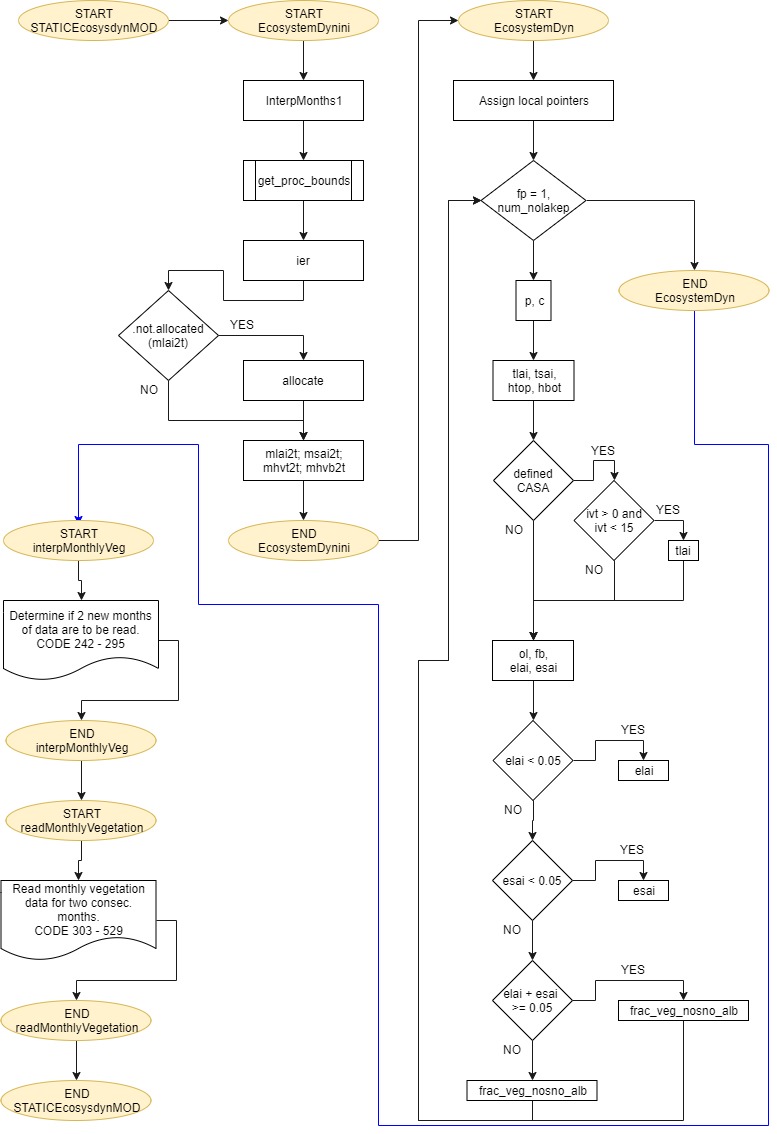 START
STATICEcosysdynMOD
START
EcosystemDynini
InterpMonths1
get_proc_bounds
ier
.not.allocated
(mlai2t)
YES
NO
allocate
mlai2t; msai2t;
mhvt2t; mhvb2t
END
EcosystemDynini
START
EcosystemDyn
Assign local pointers
fp = 1,
num_nolakep
END
EcosystemDyn
p, c
tlai, tsai,
htop, hbot
defined
CASA
YES
NO
ivt > 0 and
ivt < 15
YES
NO
tlai
ol, fb,
elai, esai
elai < 0.05
YES
elai
NO
esai < 0.05
YES
esai
NO
elai + esai
>= 0.05
YES
frac_veg_nosno_alb
NO
frac_veg_nosno_alb
START
interpMonthlyVeg
Determine if 2 new months
of data are to be read.
CODE 242 - 295
END
interpMonthlyVeg
START
readMonthlyVegetation
Read monthly vegetation
data for two consec.
months.
CODE 303 - 529
END
readMonthlyVegetation
END
STATICEcosysdynMOD